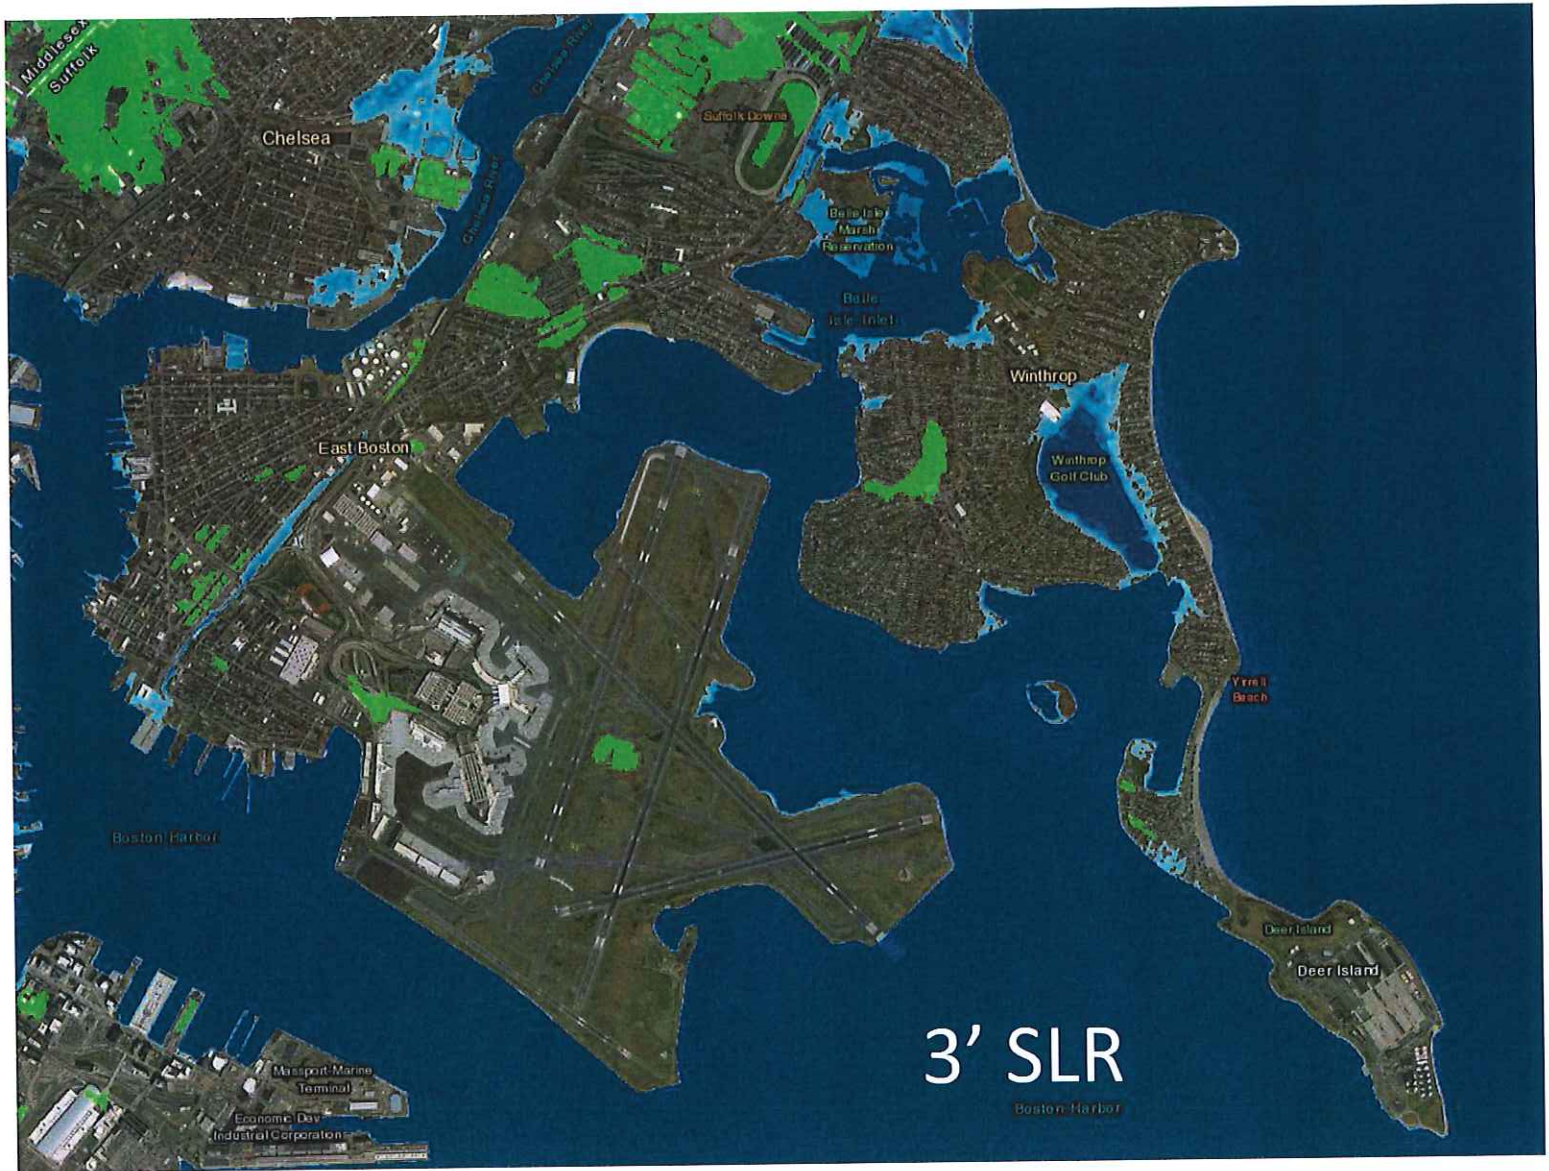 Middlesex
Suffolk
Chelsea River
Suffolk Downs
Chelsea
Chelsea River
Belle Isle
Marsh
Reservation
Belle
Isle Inlet
Winthrop
East Boston
Winthrop
Golf Club
Yirrell
Beach
Boston Harbor
Deer Island
Deer Island
3' SLR
Massport Marine
Terminal
Boston Harbor
Economic Dev
Industrial Corporation